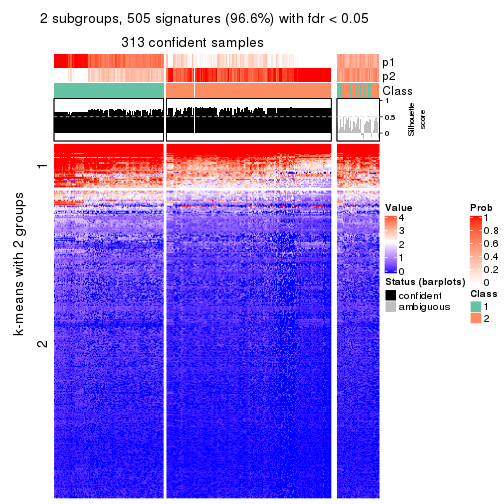 2 subgroups, 505 signatures (96.6%) with fdr < 0.05
313 confident samples
p1
p2
Class
1
0.5
0
Silhouette
score
k-means with 2 groups
1
2
Value
4
3
2
1
0
Prob
1
0.8
0.6
0.4
0.2
0
Status (barplots)
confident
ambiguous
Class
1
2